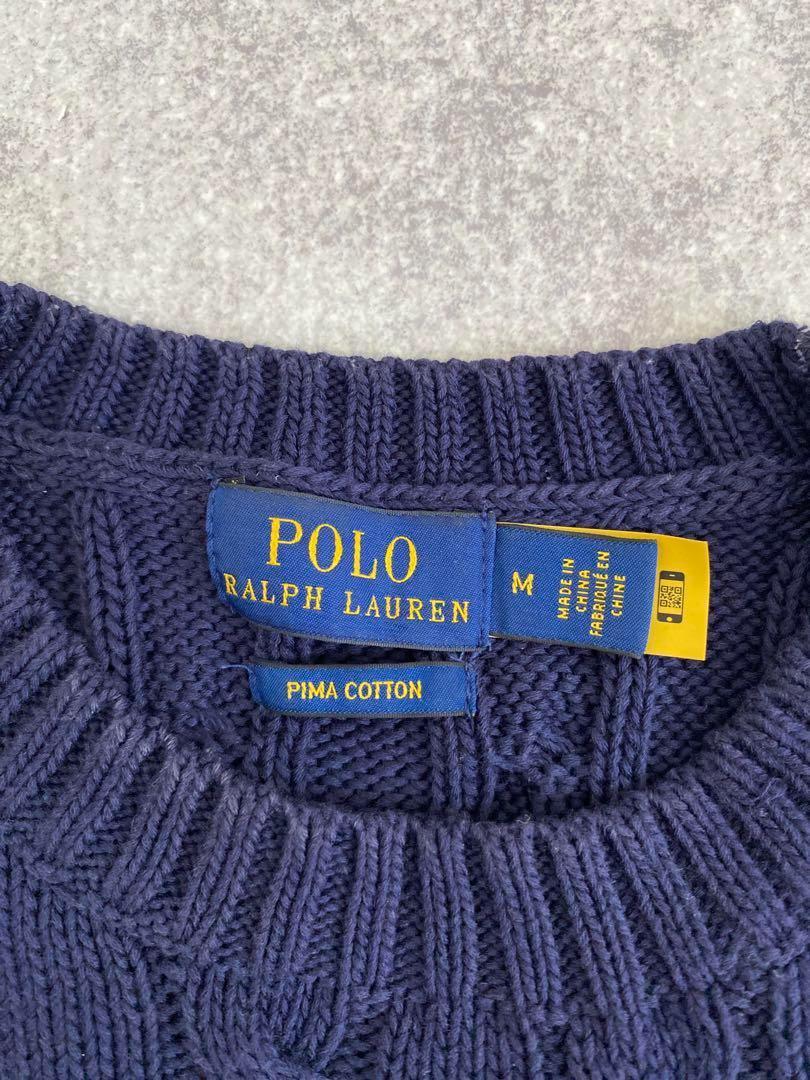 POLO
RALPH LAUREN
M
MADE IN
CHINA
FABRIQUÉ EN
CHINE
PIMA COTTON